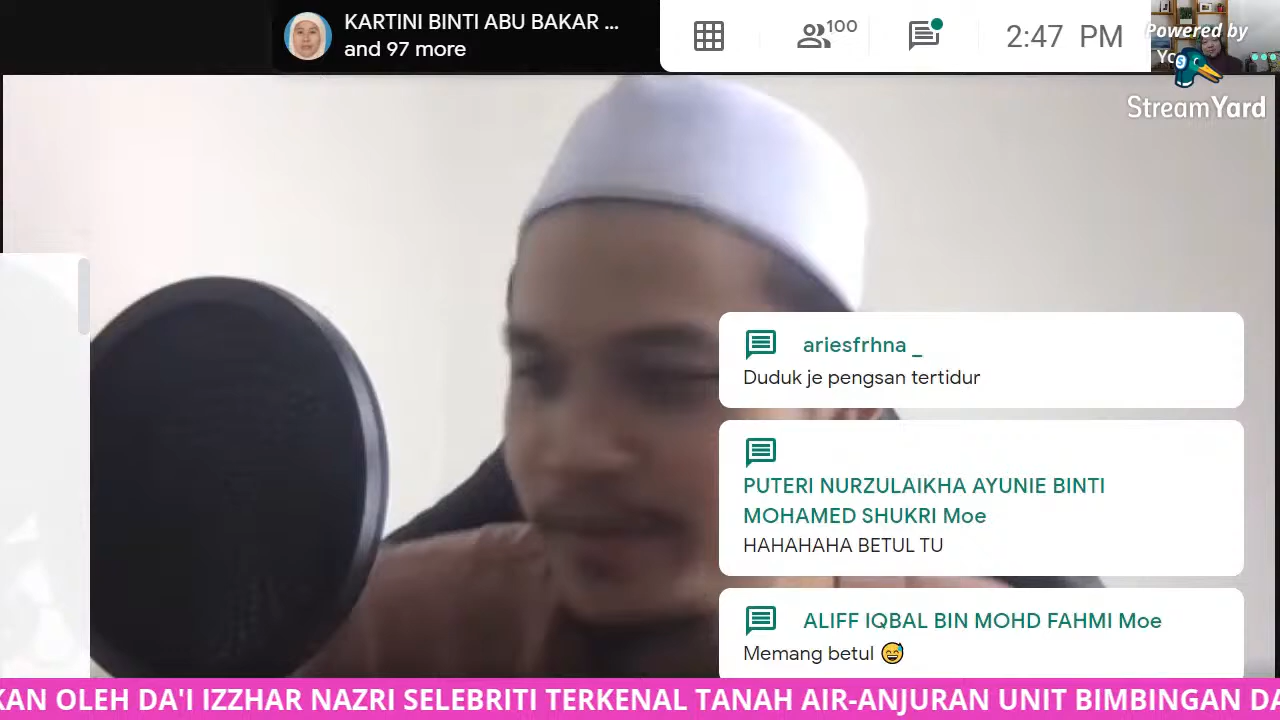 KARTINI BINTI ABU BAKAR ...
and 97 more
100
2:47 PM
Powered by
Yo
StreamYard
ariesfrhna _
Duduk je pengsan tertidur
PUTERI NURZULAIKHA AYUNIE BINTI
MOHAMED SHUKRI Moe
HAHAHAHA BETUL TU
ALIFF IQBAL BIN MOHD FAHMI Moe
Memang betul 😅
KAN OLEH DA'I IZZHAR NAZRI SELEBRITI TERKENAL TANAH AIR-ANJURAN UNIT BIMBINGAN DA